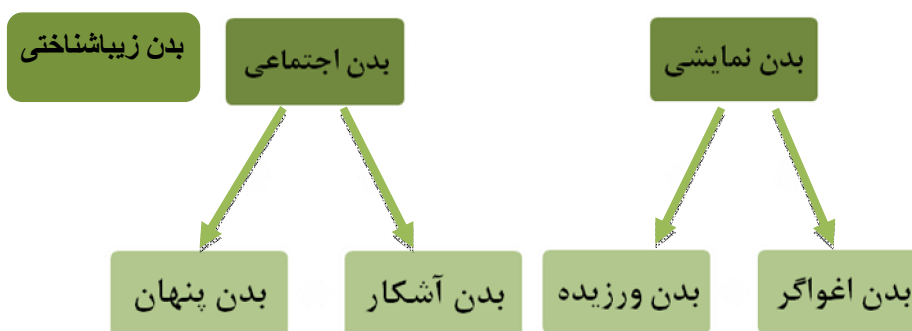 بدن نمایشی
بدن اجتماعی
بدن زیباشناختی
بدن اغواگر
بدن ورزیده
بدن آشکار
بدن پنهان